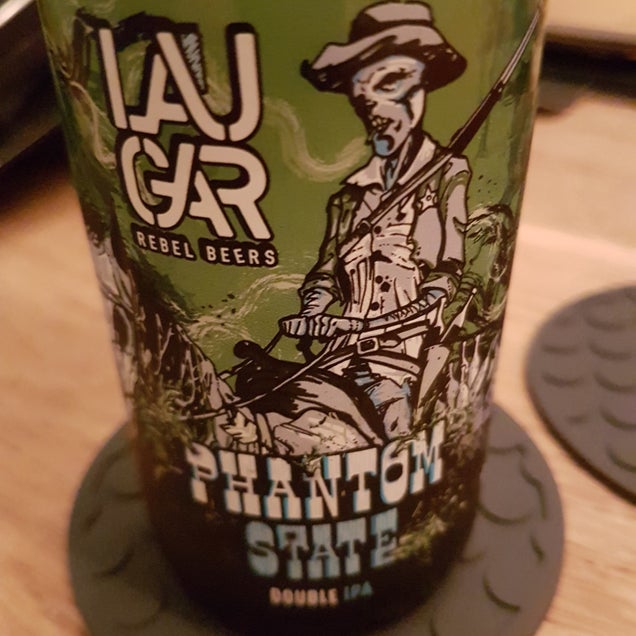 LAU
GAR
REBEL BEERS
PHANTOM
STATE
DOUBLE IPA